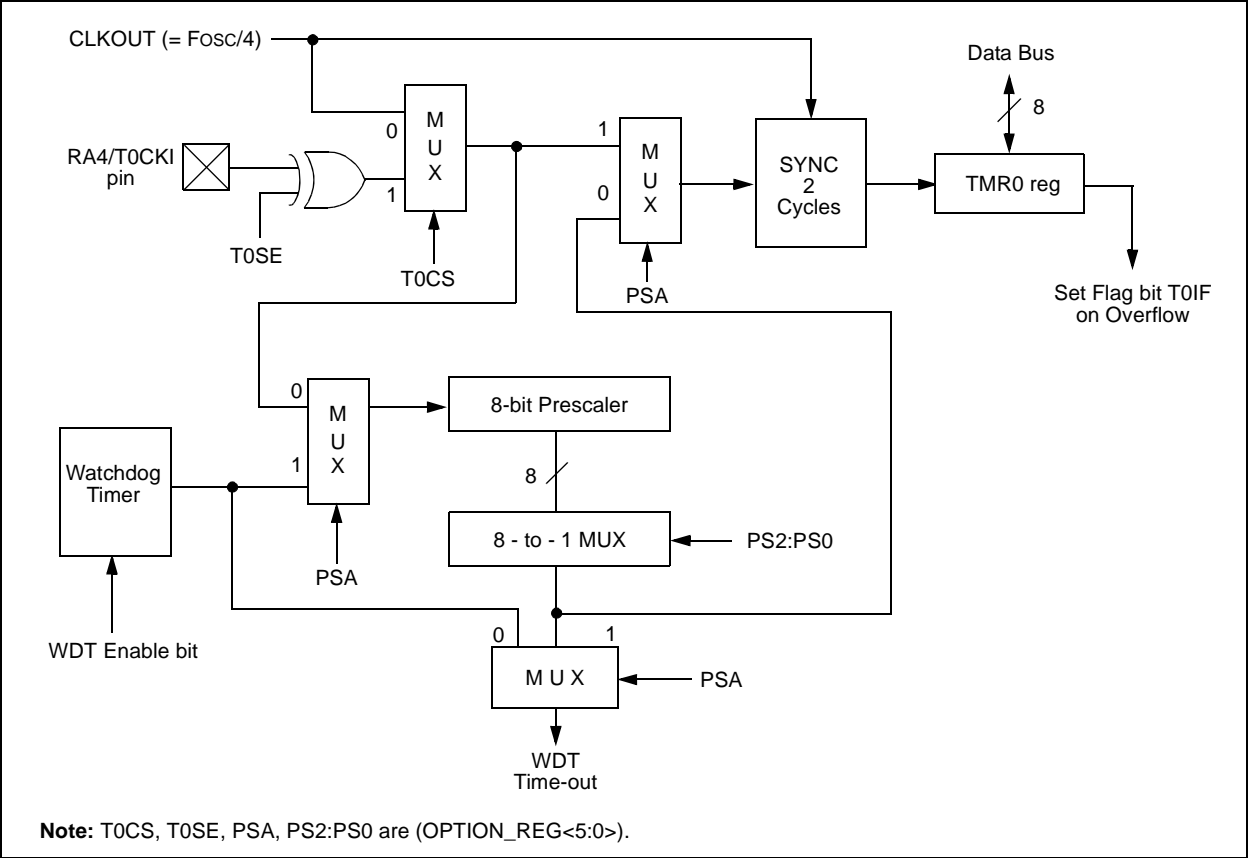 CLKOUT (= FOSC/4)
Data Bus
8
M
U
X
0
1
RA4/T0CKI
pin
T0SE
T0CS
1
0
M
U
X
PSA
SYNC
2
Cycles
TMR0 reg
Set Flag bit T0IF
on Overflow
0
1
M
U
X
PSA
8-bit Prescaler
8
Watchdog
Timer
WDT Enable bit
8 - to - 1 MUX
PS2:PS0
0
1
M U X
PSA
WDT
Time-out
Note: T0CS, T0SE, PSA, PS2:PS0 are (OPTION_REG<5:0>).